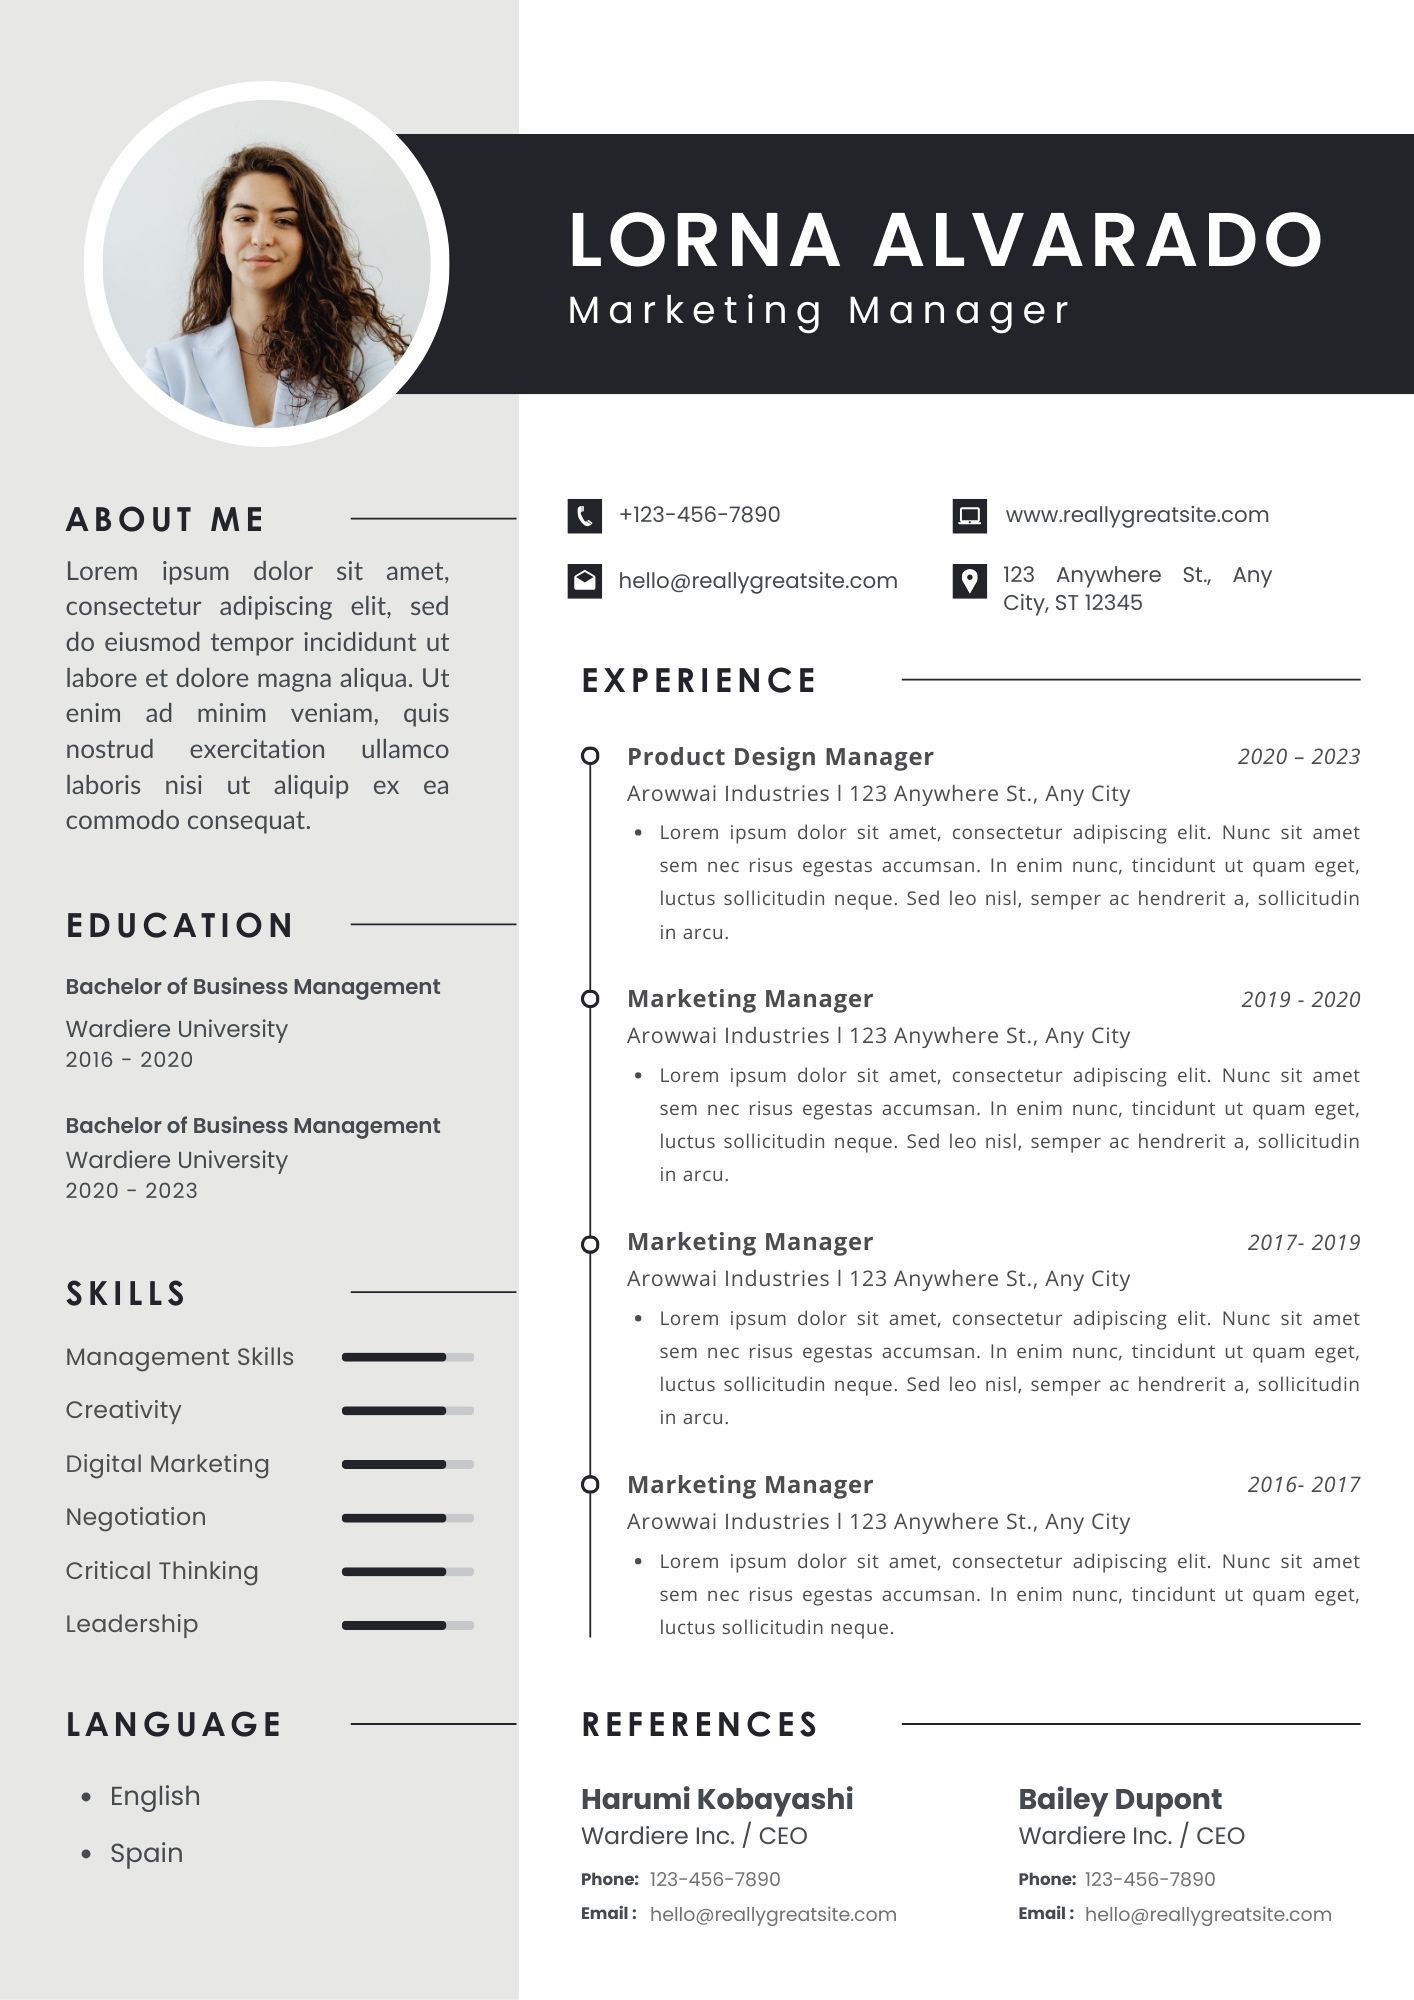 LORNA ALVARADO
Marketing Manager
ABOUT ME
Lorem ipsum dolor sit amet,
consectetur adipiscing elit, sed
do eiusmod tempor incididunt ut
labore et dolore magna aliqua. Ut
enim ad minim veniam, quis
nostrud exercitation ullamco
laboris nisi ut aliquip ex ea
commodo consequat.
EDUCATION
Bachelor of Business Management
Wardiere University
2016 - 2020
Bachelor of Business Management
Wardiere University
2020 - 2023
SKILLS
Management Skills
Creativity
Digital Marketing
Negotiation
Critical Thinking
Leadership
LANGUAGE
English
Spain
+123-456-7890
www.reallygreatsite.com
hello@reallygreatsite.com
123 Anywhere St., Any
City, ST 12345
EXPERIENCE
Product Design Manager 2020 – 2023
Arowwai Industries l 123 Anywhere St., Any City
• Lorem ipsum dolor sit amet, consectetur adipiscing elit. Nunc sit amet
sem nec risus egestas accumsan. In enim nunc, tincidunt ut quam eget,
luctus sollicitudin neque. Sed leo nisl, semper ac hendrerit a, sollicitudin
in arcu.
Marketing Manager 2019 - 2020
Arowwai Industries l 123 Anywhere St., Any City
• Lorem ipsum dolor sit amet, consectetur adipiscing elit. Nunc sit amet
sem nec risus egestas accumsan. In enim nunc, tincidunt ut quam eget,
luctus sollicitudin neque. Sed leo nisl, semper ac hendrerit a, sollicitudin
in arcu.
Marketing Manager 2017- 2019
Arowwai Industries l 123 Anywhere St., Any City
• Lorem ipsum dolor sit amet, consectetur adipiscing elit. Nunc sit amet
sem nec risus egestas accumsan. In enim nunc, tincidunt ut quam eget,
luctus sollicitudin neque. Sed leo nisl, semper ac hendrerit a, sollicitudin
in arcu.
Marketing Manager 2016- 2017
Arowwai Industries l 123 Anywhere St., Any City
• Lorem ipsum dolor sit amet, consectetur adipiscing elit. Nunc sit amet
sem nec risus egestas accumsan. In enim nunc, tincidunt ut quam eget,
luctus sollicitudin neque.
REFERENCES
Harumi Kobayashi
Wardiere Inc. / CEO
Phone: 123-456-7890
Email : hello@reallygreatsite.com
Bailey Dupont
Wardiere Inc. / CEO
Phone: 123-456-7890
Email : hello@reallygreatsite.com